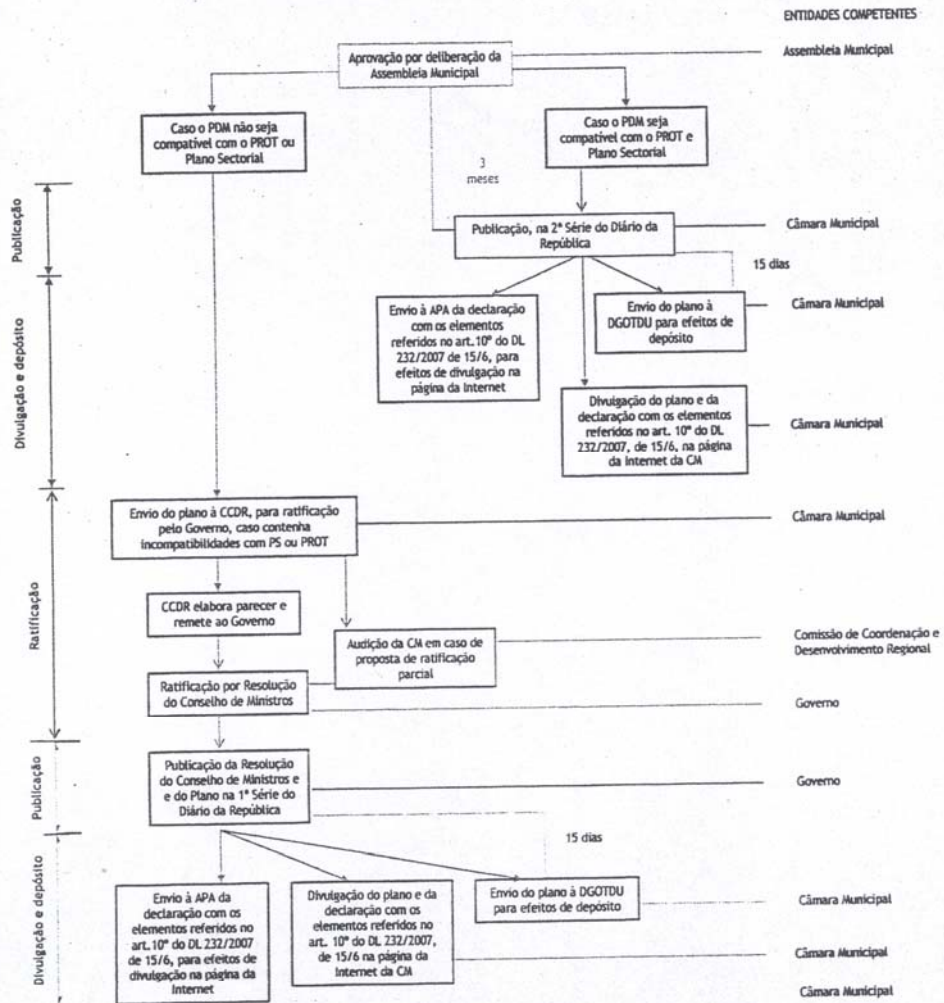 ENTIDADES COMPETENTES
Aprovação por deliberação da
Assembleia Municipal
Assembleia Municipal
Caso o PDM não seja
compatível com o PROT ou
Plano Sectorial
Caso o PDM seja
compatível com o PROT e
Plano Sectorial
3
meses
Publicação
Publicação, na 2ª Série do Diário da
República
Câmara Municipal
15 dias
Divulgação e depósito
Envio à APA da declaração
com os elementos
referidos no art.10º do DL
232/2007 de 15/6, para
efeitos de divulgação na
página da Internet
Envio do plano à
DGOTDU para efeitos de
depósito
Câmara Municipal
Divulgação do plano e da
declaração com os elementos
referidos no art. 10º do DL
232/2007, de 15/6, na página
da Internet da CM
Câmara Municipal
Ratificação
Envio do plano à CCDR, para ratificação
pelo Governo, caso contenha
incompatibilidades com PS ou PROT
Câmara Municipal
CCDR elabora parecer e
remete ao Governo
Audição da CM em caso de
proposta de ratificação
parcial
Comissão de Coordenação e
Desenvolvimento Regional
Ratificação por Resolução
do Conselho de Ministros
Governo
Publicação
Publicação da Resolução
do Conselho de Ministros e
e do Plano na 1ª Série do
Diário da República
Governo
15 dias
Divulgação e depósito
Envio à APA da
declaração com os
elementos referidos no
art.10º do DL 232/2007
de 15/6, para efeitos de
divulgação na página da
Internet
Divulgação do plano e da
declaração com os
elementos referidos no
art. 10º do DL 232/2007,
de 15/6 na página da
Internet da CM
Envio do plano à DGOTDU
para efeitos de depósito
Câmara Municipal
Câmara Municipal
Câmara Municipal